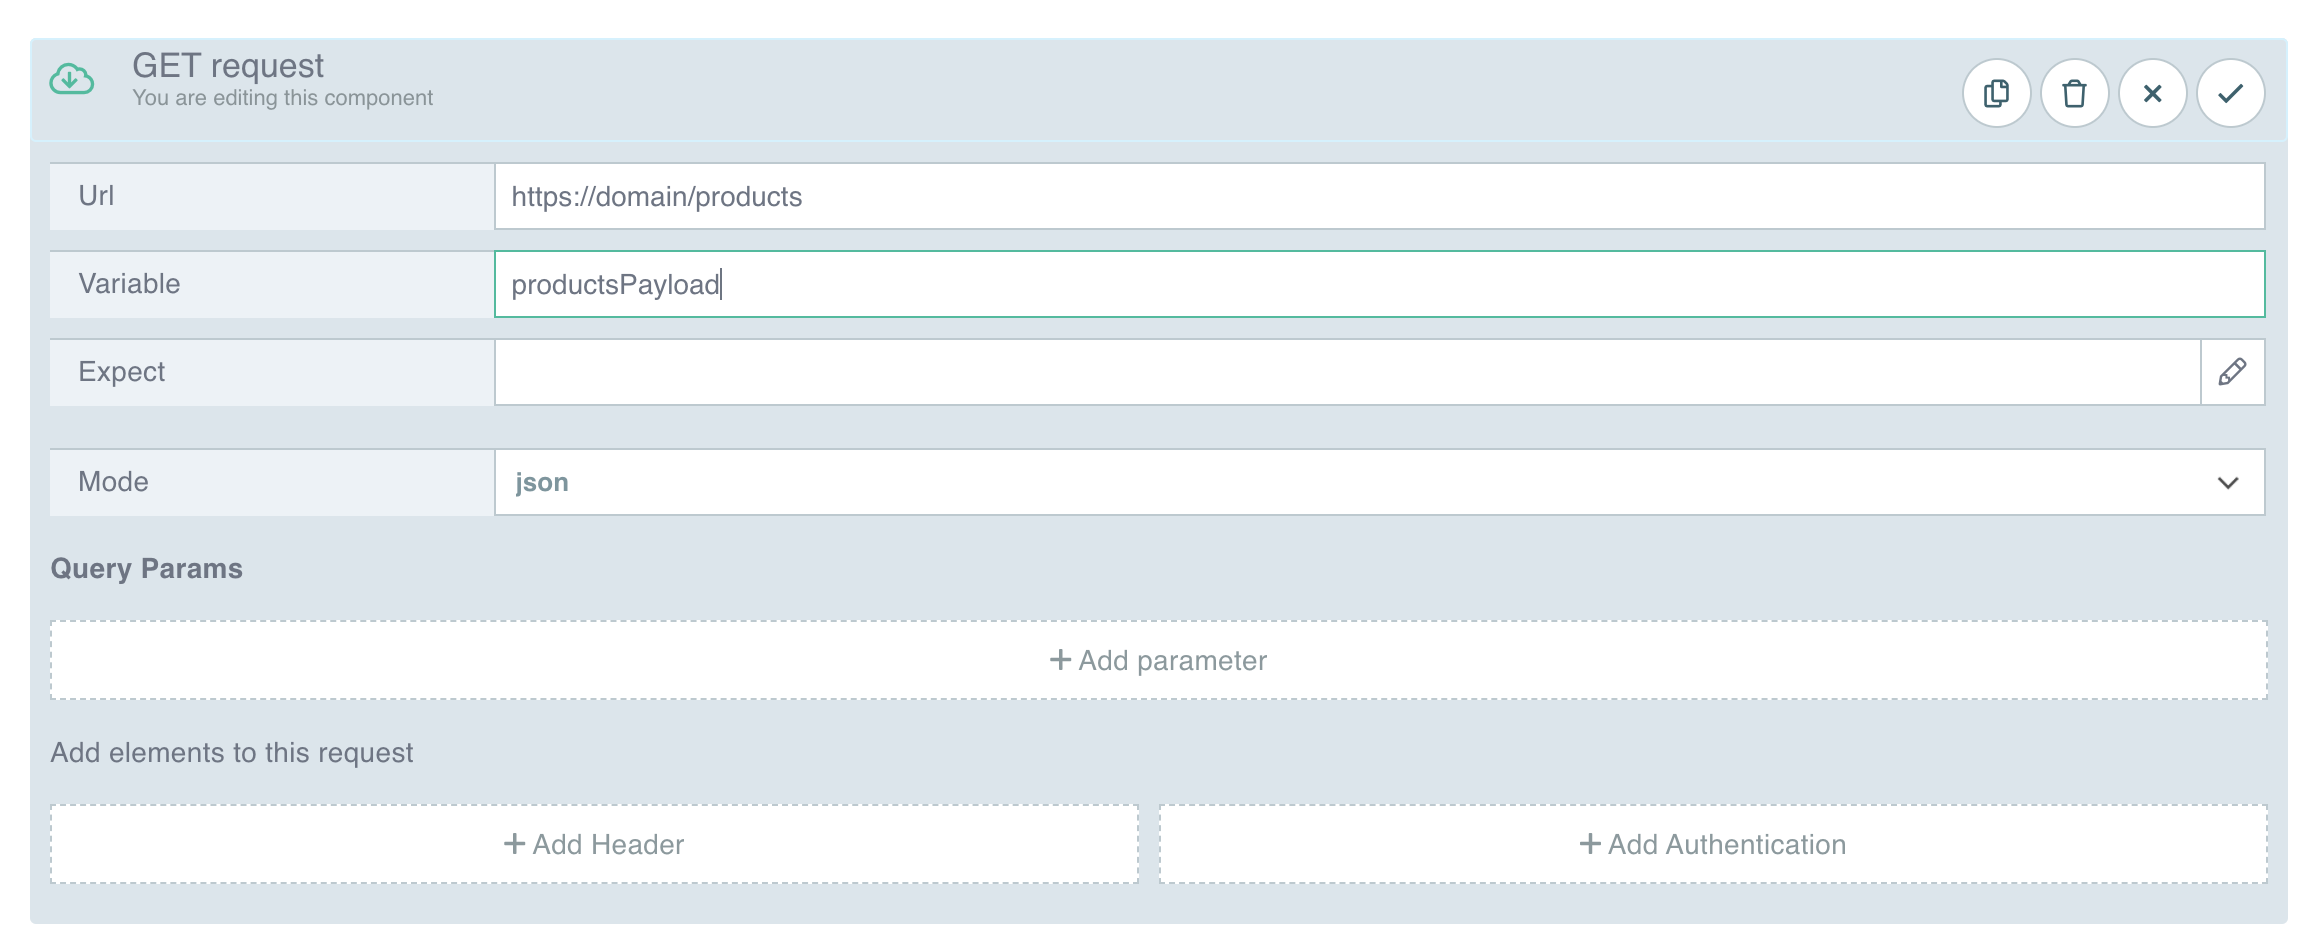 GET request
You are editing this component
Url
https://domain/products
Variable
productsPayload
Expect
Mode
json
Query Params
+ Add parameter
Add elements to this request
+ Add Header
+ Add Authentication